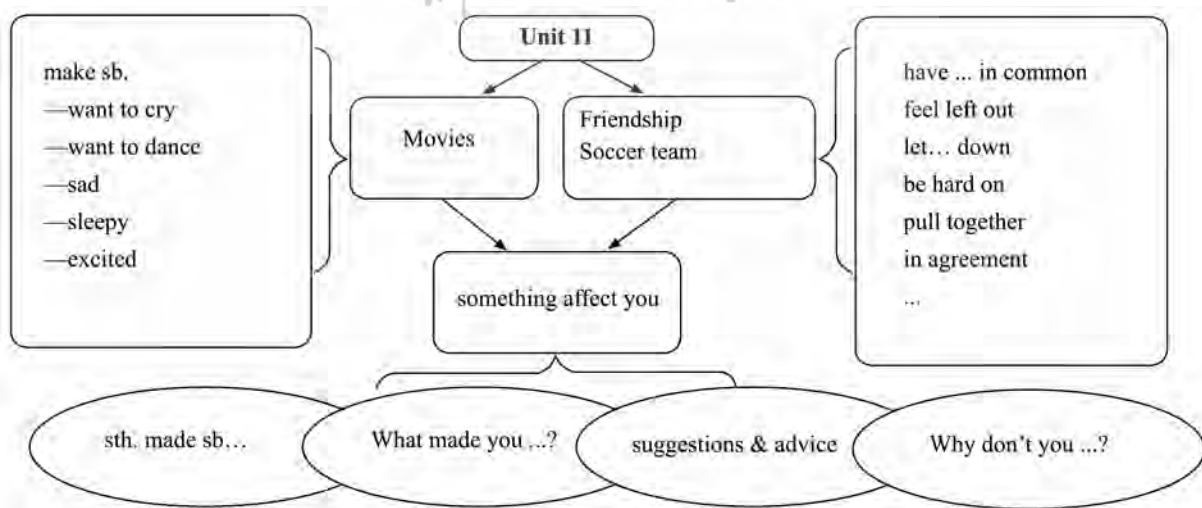 Unit 11
make sb.
—want to cry
—want to dance
—sad
—sleepy
—excited
Movies
Friendship
Soccer team
have ... in common
feel left out
let… down
be hard on
pull together
in agreement
...
something affect you
sth. made sb…
What made you ...?
suggestions & advice
Why don't you ...?